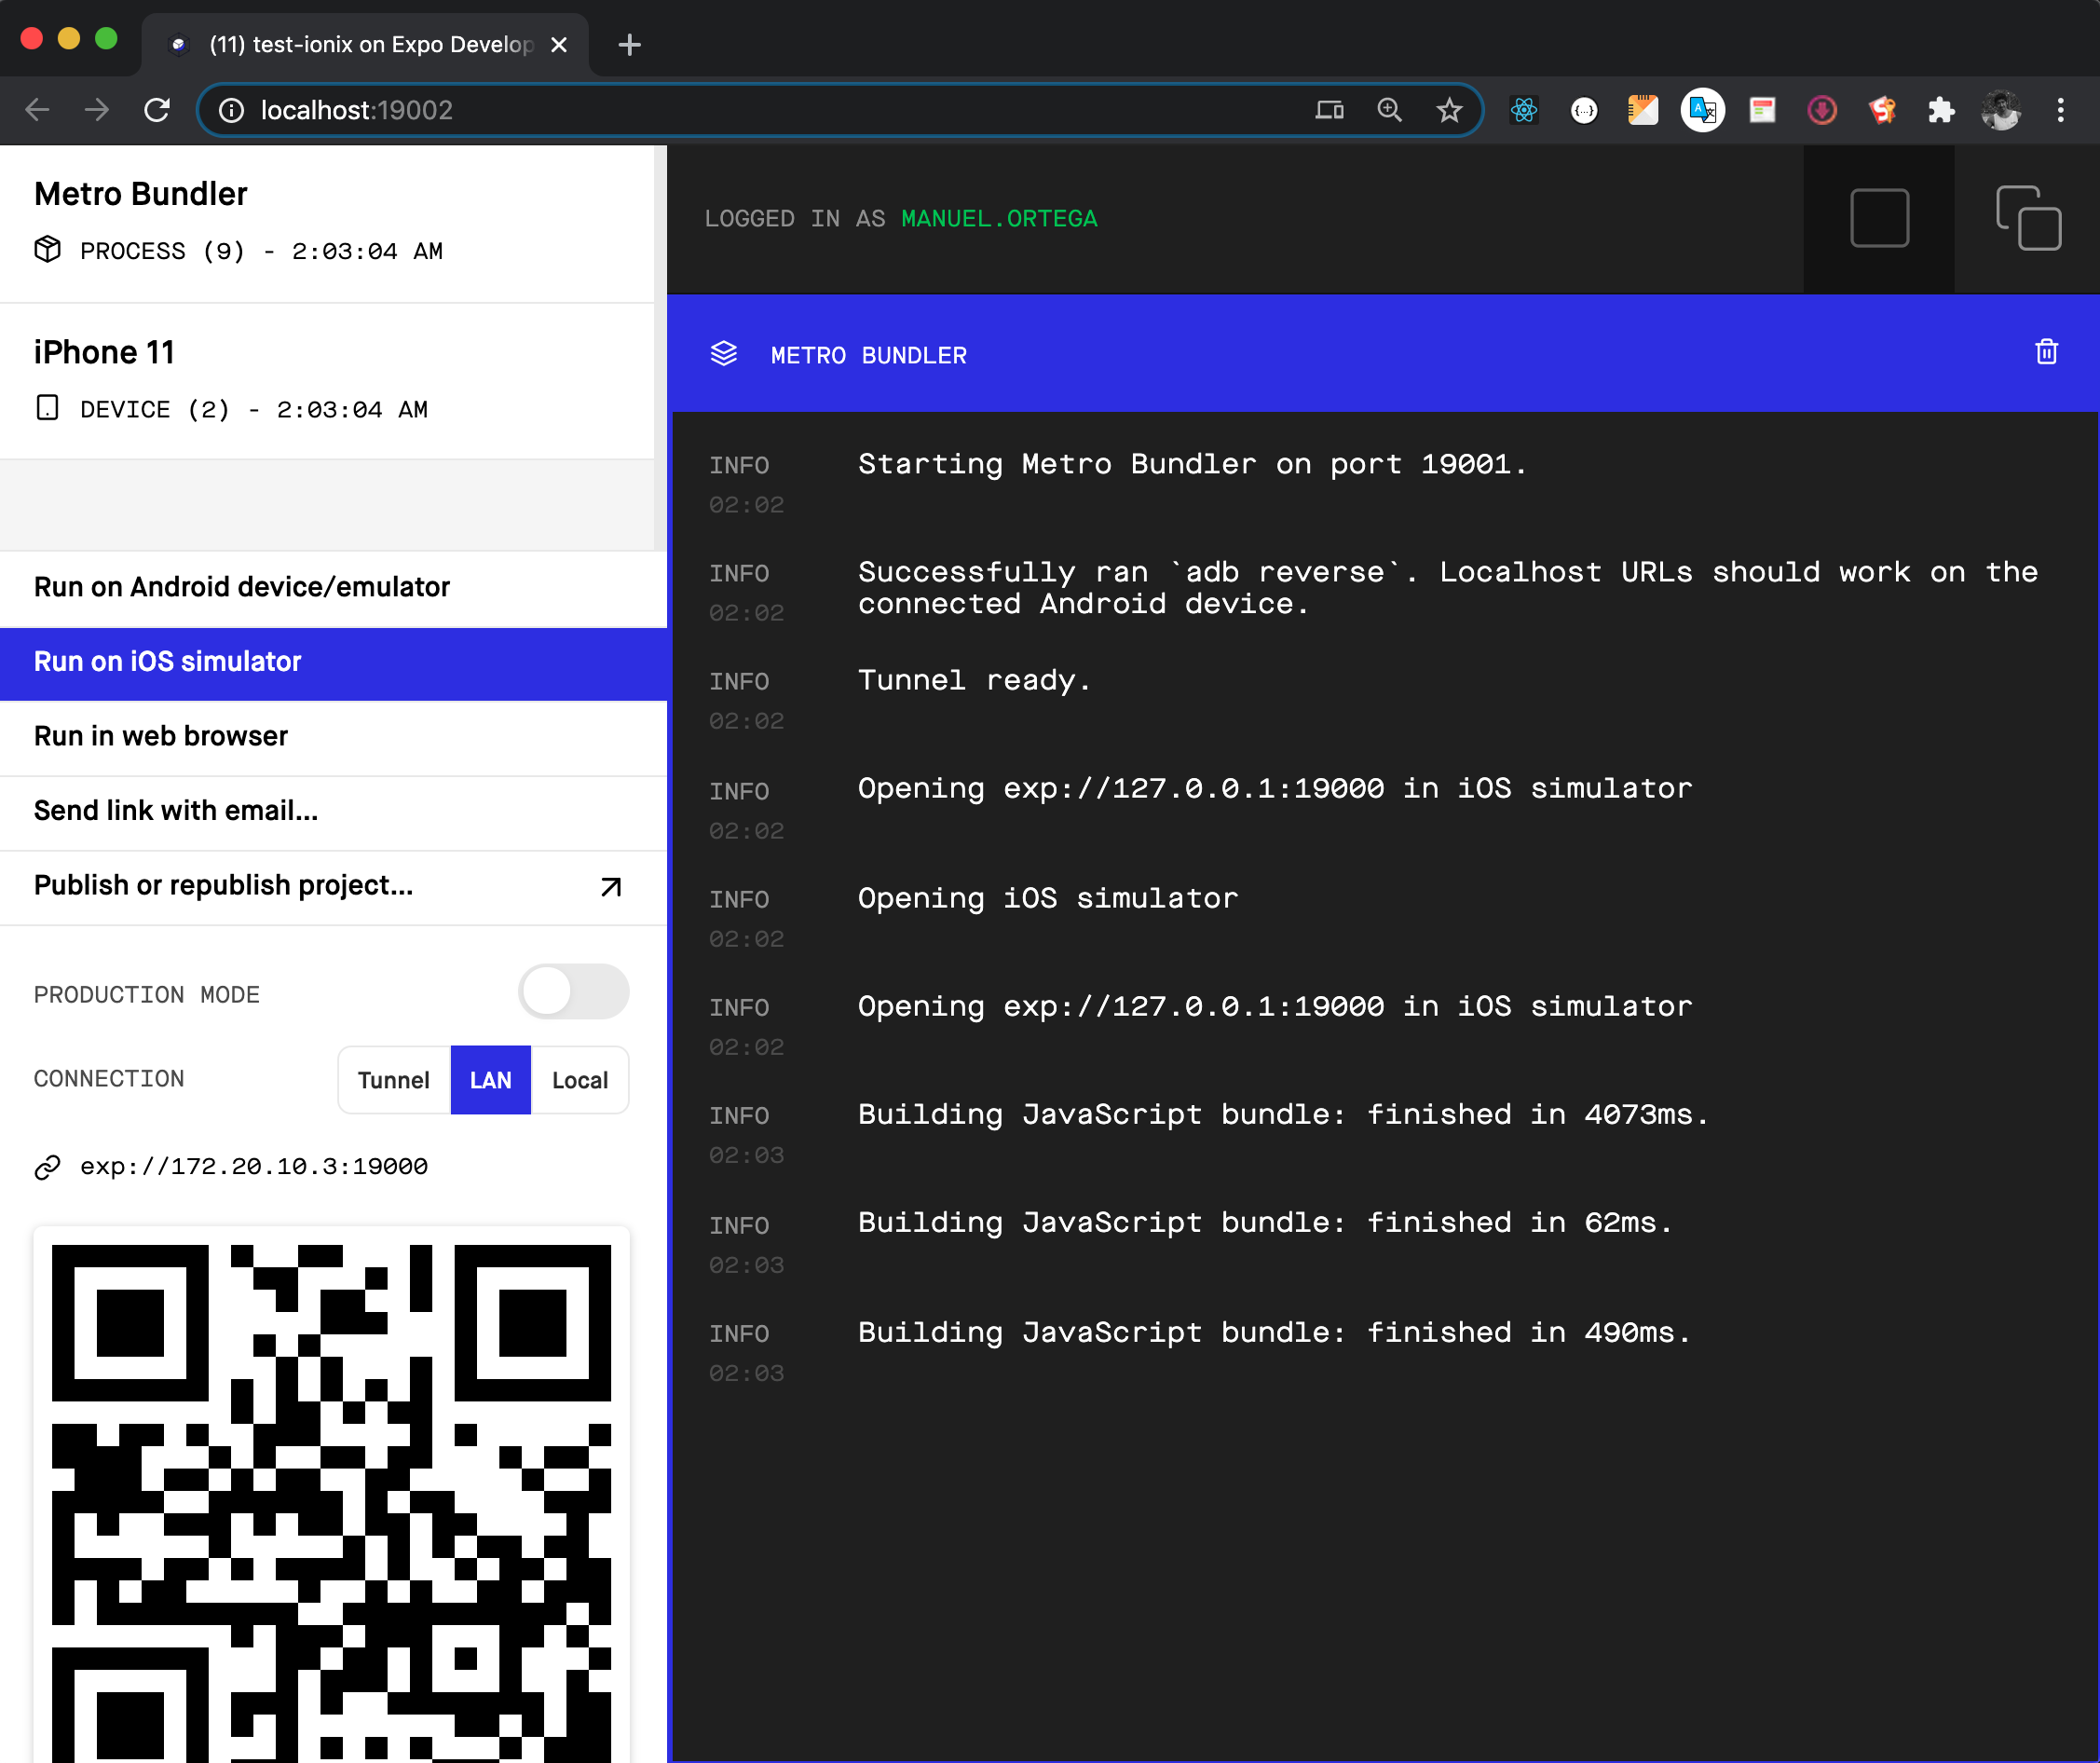 (11) test-ionix on Expo Develop
localhost:19002
Metro Bundler
PROCESS (9) - 2:03:04 AM
iPhone 11
DEVICE (2) - 2:03:04 AM
Run on Android device/emulator
Run on iOS simulator
Run in web browser
Send link with email...
Publish or republish project...
PRODUCTION MODE
CONNECTION
Tunnel
LAN
Local
exp://172.20.10.3:19000
LOGGED IN AS MANUEL.ORTEGA
METRO BUNDLER
INFO Starting Metro Bundler on port 19001.
02:02
INFO Successfully ran `adb reverse`. Localhost URLs should work on the
02:02 connected Android device.
INFO Tunnel ready.
02:02
INFO Opening exp://127.0.0.1:19000 in iOS simulator
02:02
INFO Opening iOS simulator
02:02
INFO Opening exp://127.0.0.1:19000 in iOS simulator
02:02
INFO Building JavaScript bundle: finished in 4073ms.
02:03
INFO Building JavaScript bundle: finished in 62ms.
02:03
INFO Building JavaScript bundle: finished in 490ms.
02:03